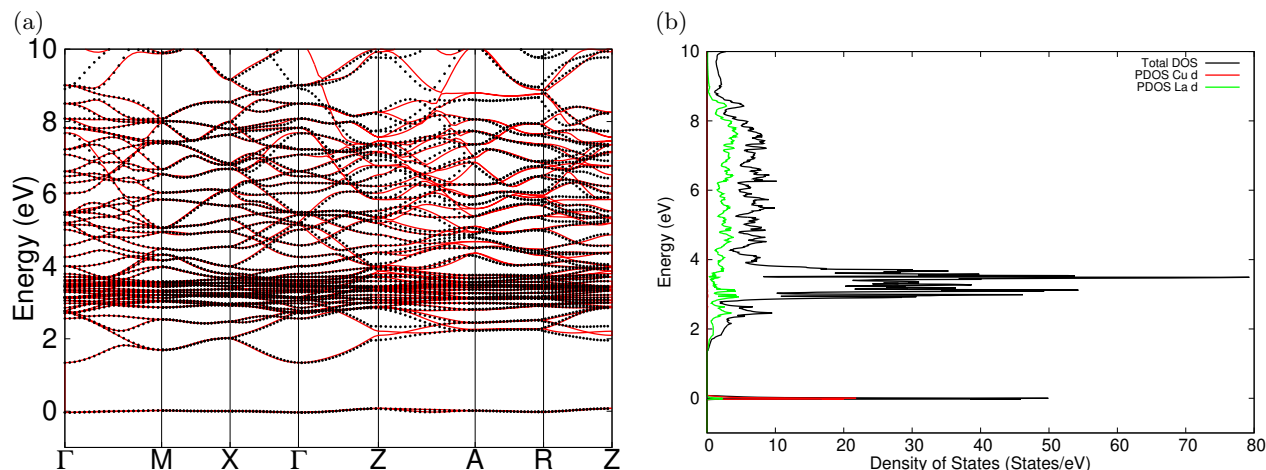 (a)
10
8
6
4
2
0
Energy (eV)
Γ M X Γ Z A R Z
(b)
10
8
6
4
2
0
Energy (eV)
Total DOS
PDOS Cu d
PDOS La d
0 10 20 30 40 50 60 70 80
Density of States (States/eV)